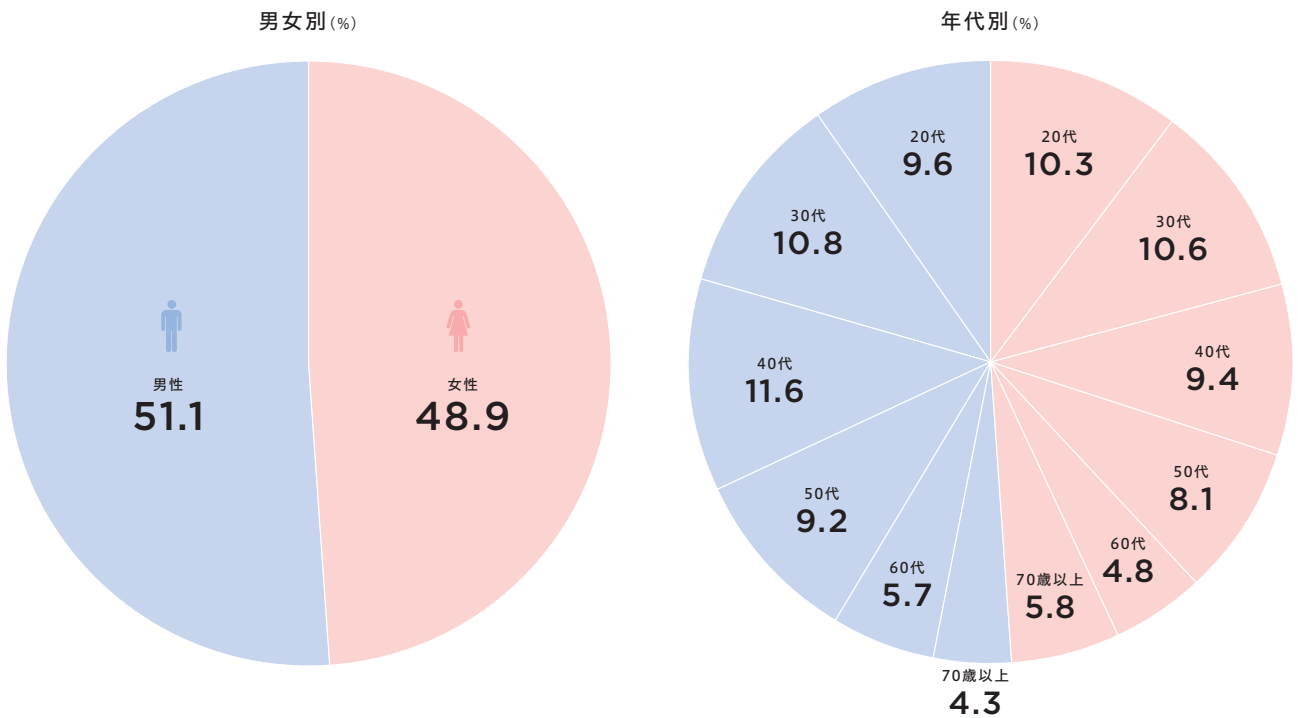 男女別(%)
男性
51.1
女性
48.9
年代別(%)
20代
10.3
30代
10.6
40代
9.4
50代
8.1
60代
4.8
70歳以上
5.8
70歳以上
4.3
60代
5.7
50代
9.2
40代
11.6
30代
10.8
20代
9.6